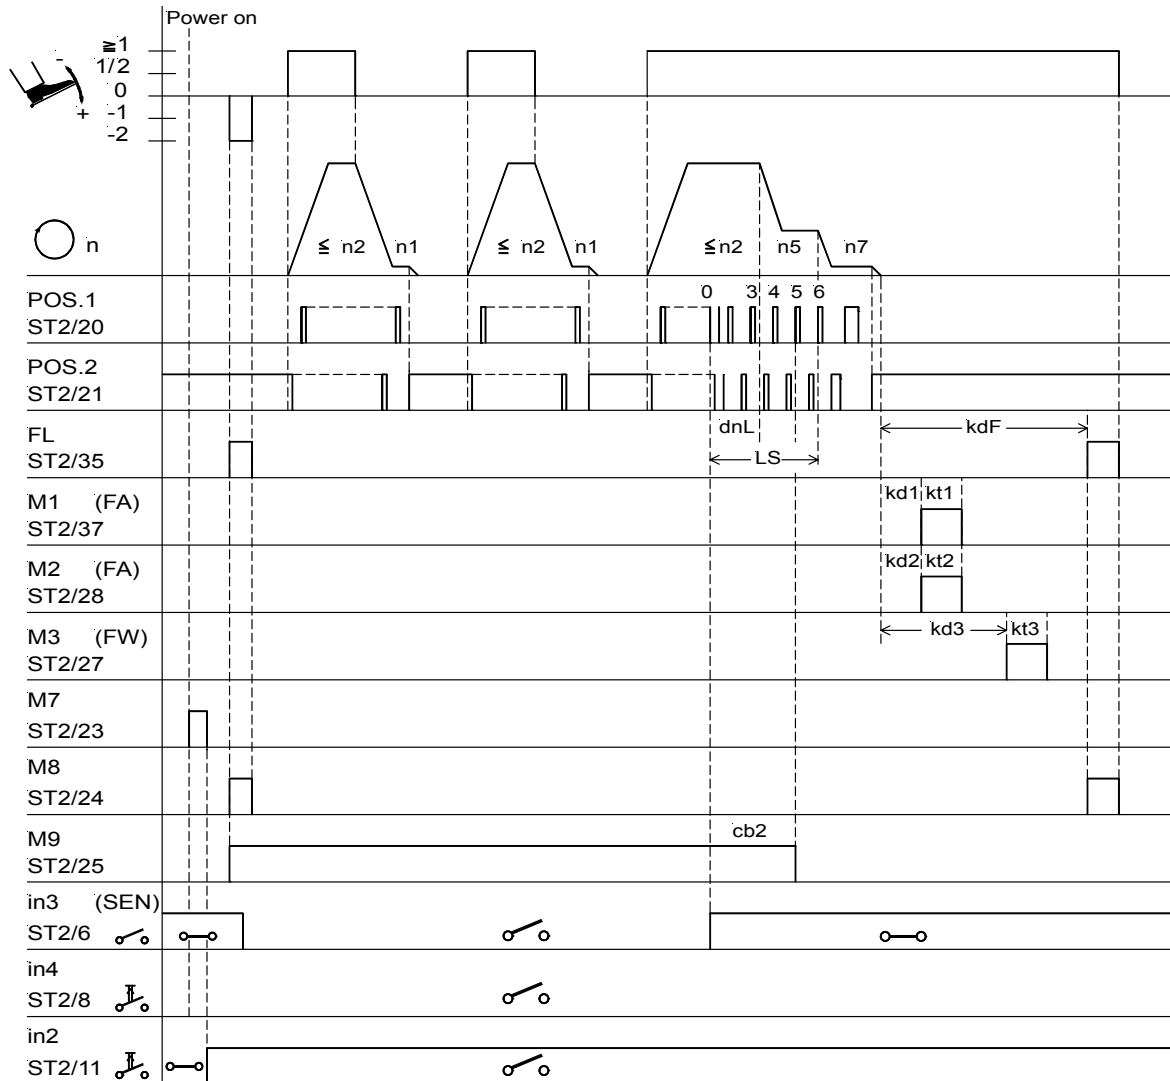 Power on
≧1
1/2
0
-1
-2
-
+
n
≦ n2 n1
≦ n2 n1
≦n2 n5 n7
POS.1
ST2/20
0 3 4 5 6
POS.2
ST2/21
dnL
LS
kdF
FL
ST2/35
M1 (FA)
ST2/37
kd1 kt1
M2 (FA)
ST2/28
kd2 kt2
M3 (FW)
ST2/27
kd3 kt3
M7
ST2/23
M8
ST2/24
M9
ST2/25
cb2
in3 (SEN)
ST2/6
in4
ST2/8
in2
ST2/11